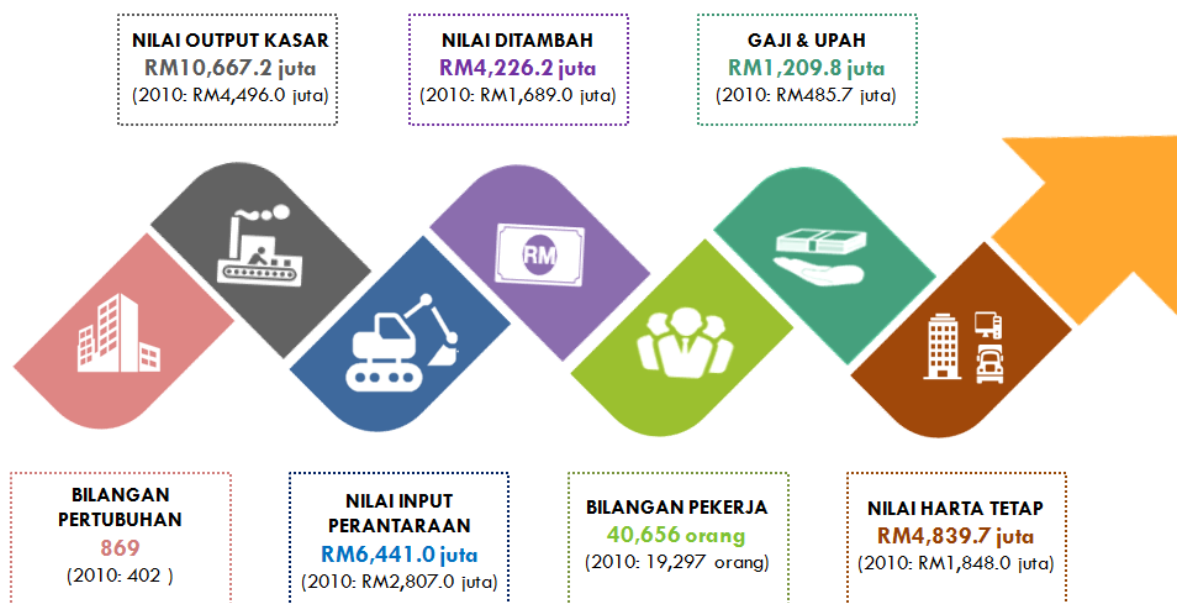 NILAI OUTPUT KASAR
RM10,667.2 juta
(2010: RM4,496.0 juta)
NILAI DITAMBAH
RM4,226.2 juta
(2010: RM1,689.0 juta)
GAJI & UPAH
RM1,209.8 juta
(2010: RM485.7 juta)
RM
BILANGAN
PERTUBUHAN
869
(2010: 402 )
NILAI INPUT
PERANTARAAN
RM6,441.0 juta
(2010: RM2,807.0 juta)
BILANGAN PEKERJA
40,656 orang
(2010: 19,297 orang)
NILAI HARTA TETAP
RM4,839.7 juta
(2010: RM1,848.0 juta)